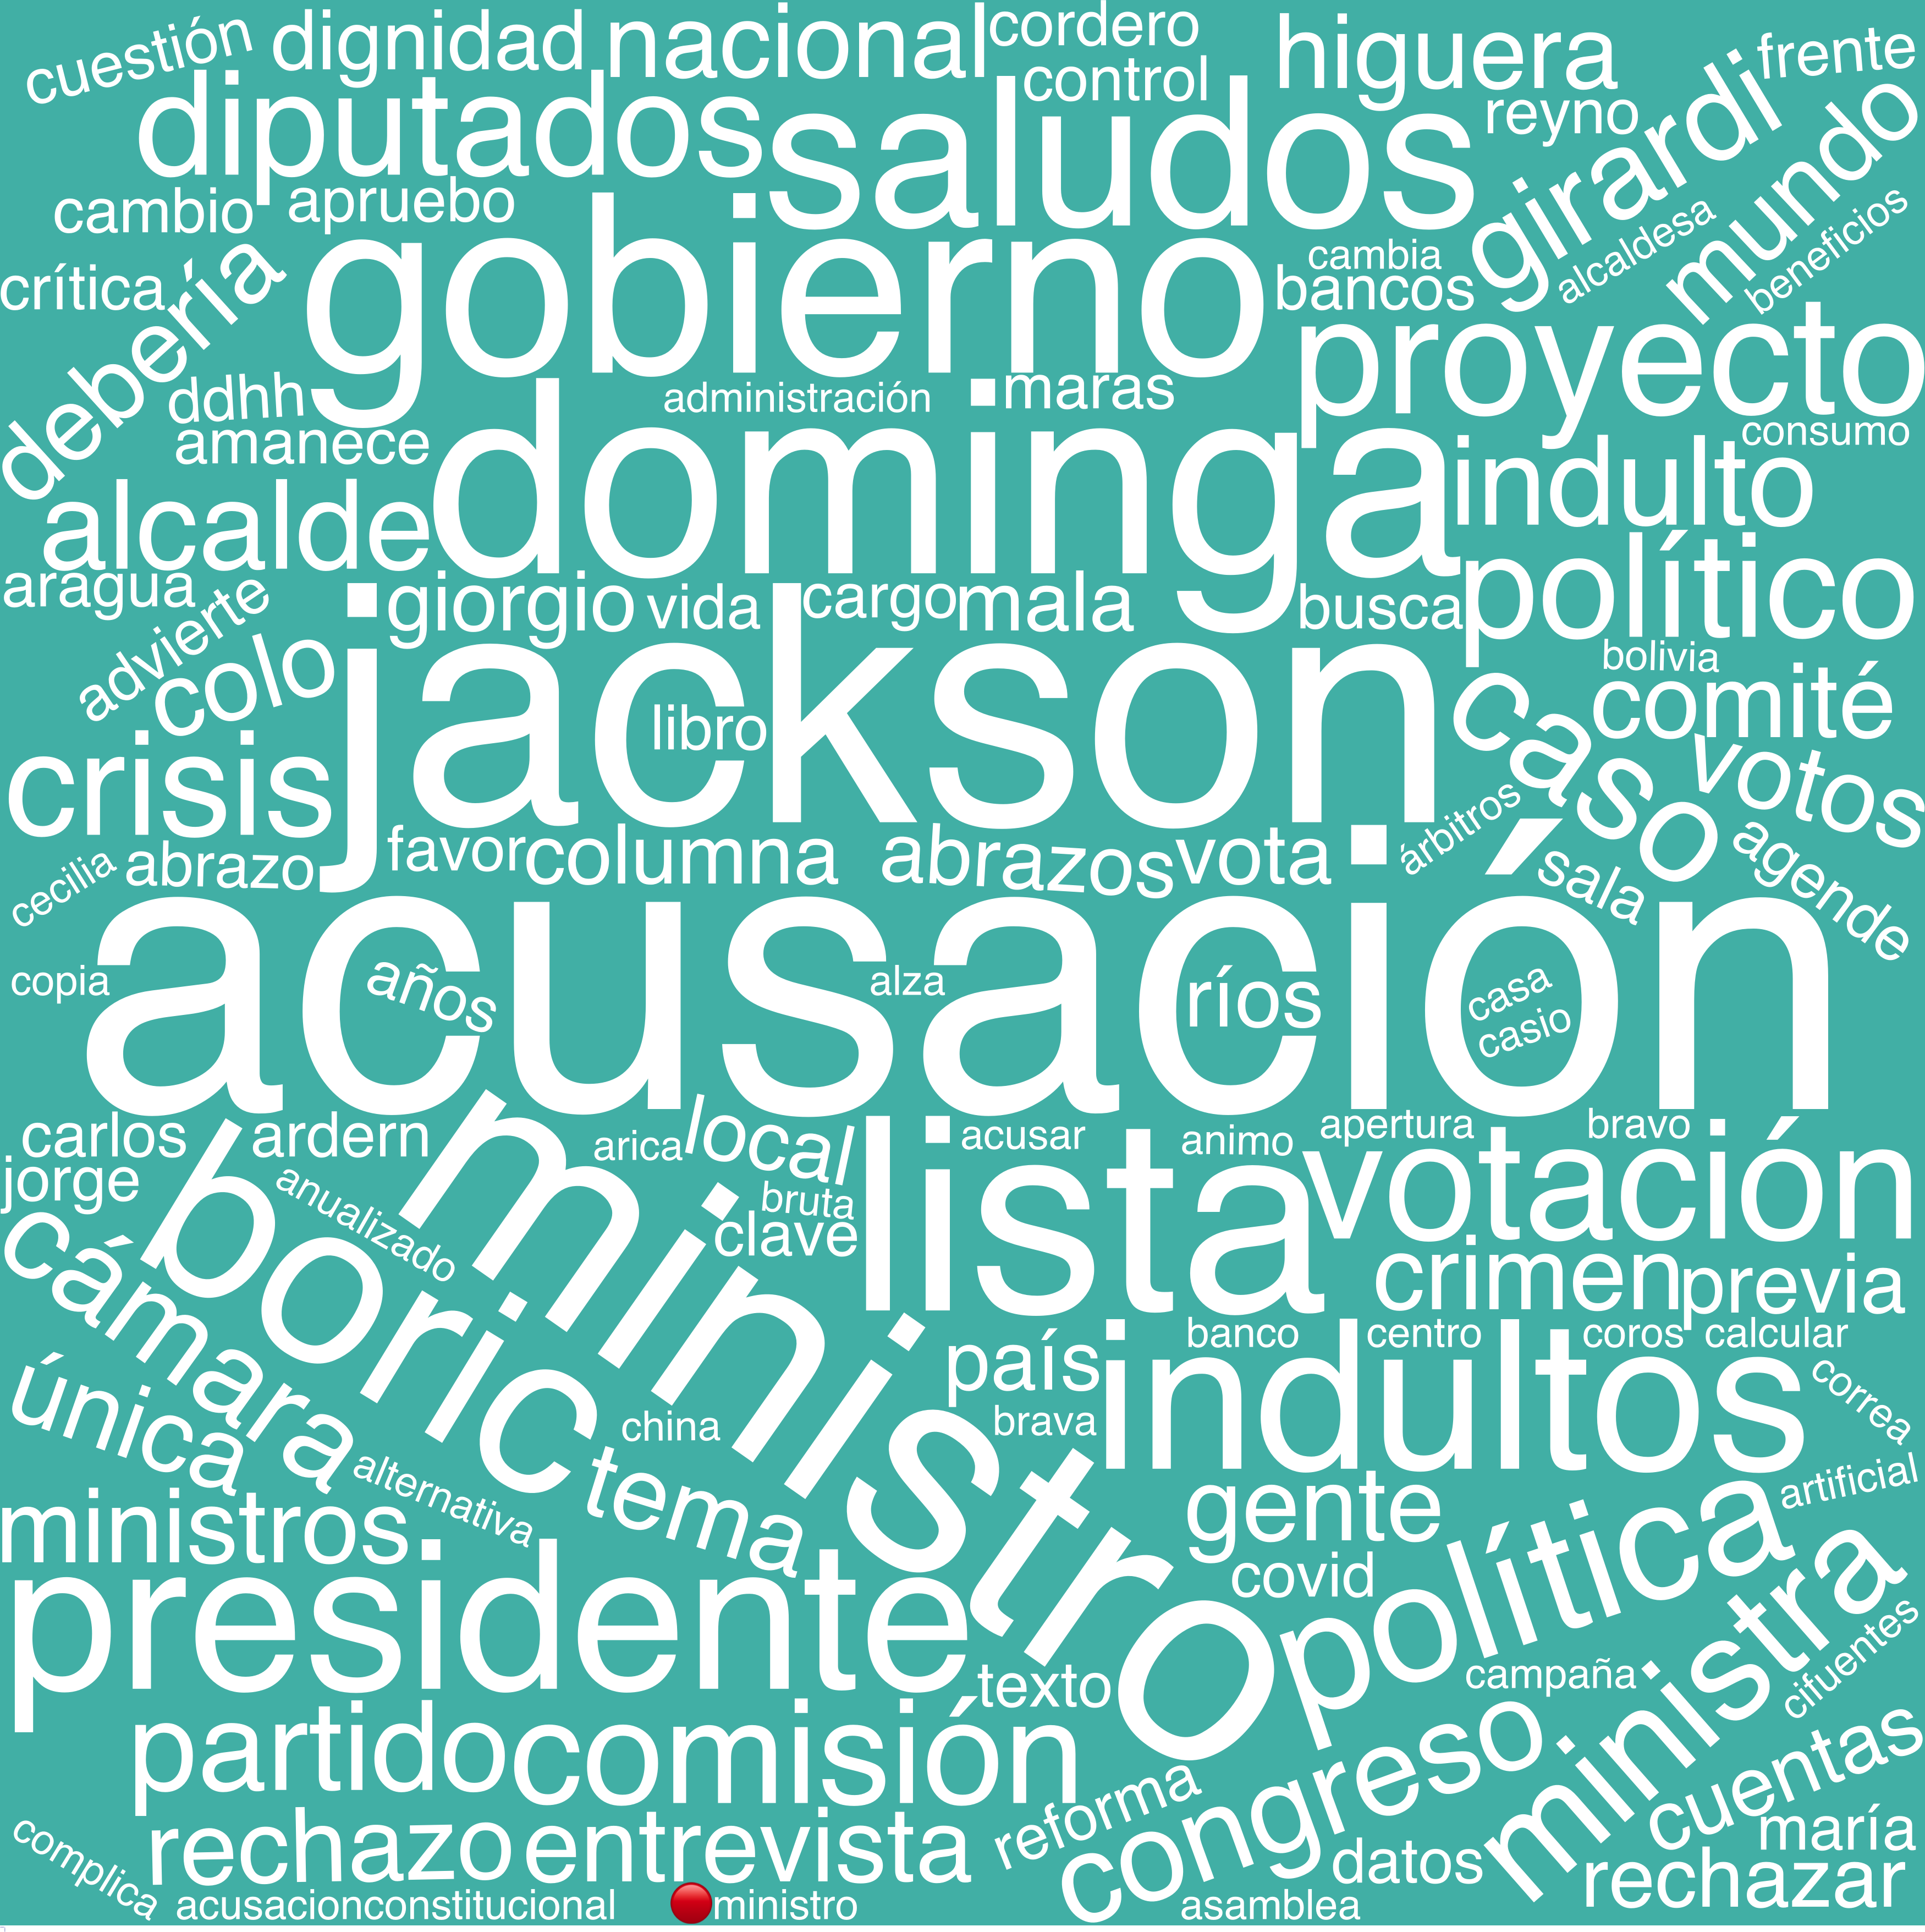 cuestión
dignidad
nacional
cordero
control
higuera
frente
reyno
girardi
mundo
diputados
saludos
cambio
apruebo
alcaldesa
beneficios
crítica
debería
gobierno
cambia
bancos
proyecto
ddhh
administración
maras
amanece
consumo
alcalde
dominga
indulto
aragua
advierte
giorgio
vida
cargo
mala
busca
político
colo
jackson
bolivia
comité
libro
caso
votos
crisis
árbitros
agende
cecilia
abrazo
favor
columna
abrazos
vota
sala
acusación
copia
años
alza
ríos
casa
casio
carlos
ardern
arica
local
acusar
animo
apertura
bravo
jorge
boric
ministro
lista
votación
anualizado
bruta
clave
cámara
crimen
previa
única
país
banco
centro
coros
calcular
indultos
correa
china
brava
alternativa
tema
ministros
gente
política
artificial
presidente
covid
ministra
texto
campaña
cifuentes
partido
comisión
congreso
cuentas
reforma
complica
rechazo
entrevista
datos
maría
rechazar
acusacionconstitucional
🔴ministro
asamblea